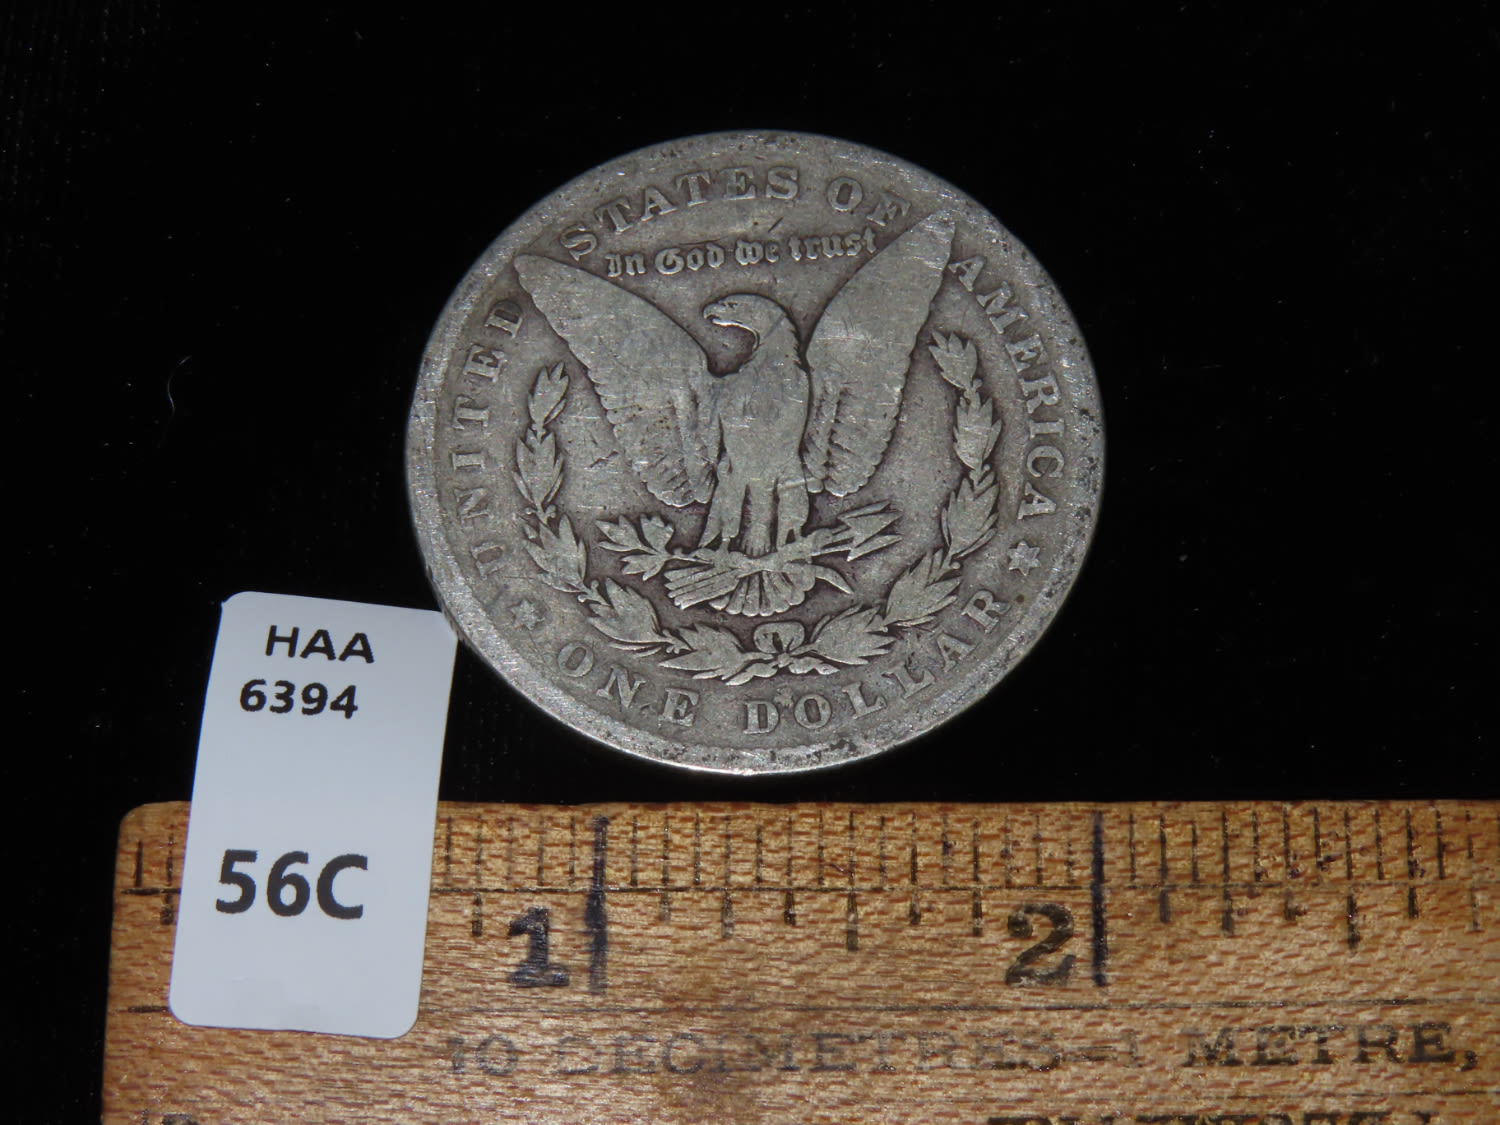 UNITED STATES OF AMERICA
In God we trust
ONE DOLLAR
HAA
6394
56C
1 2
10 DECIMETRES—1 METRE,